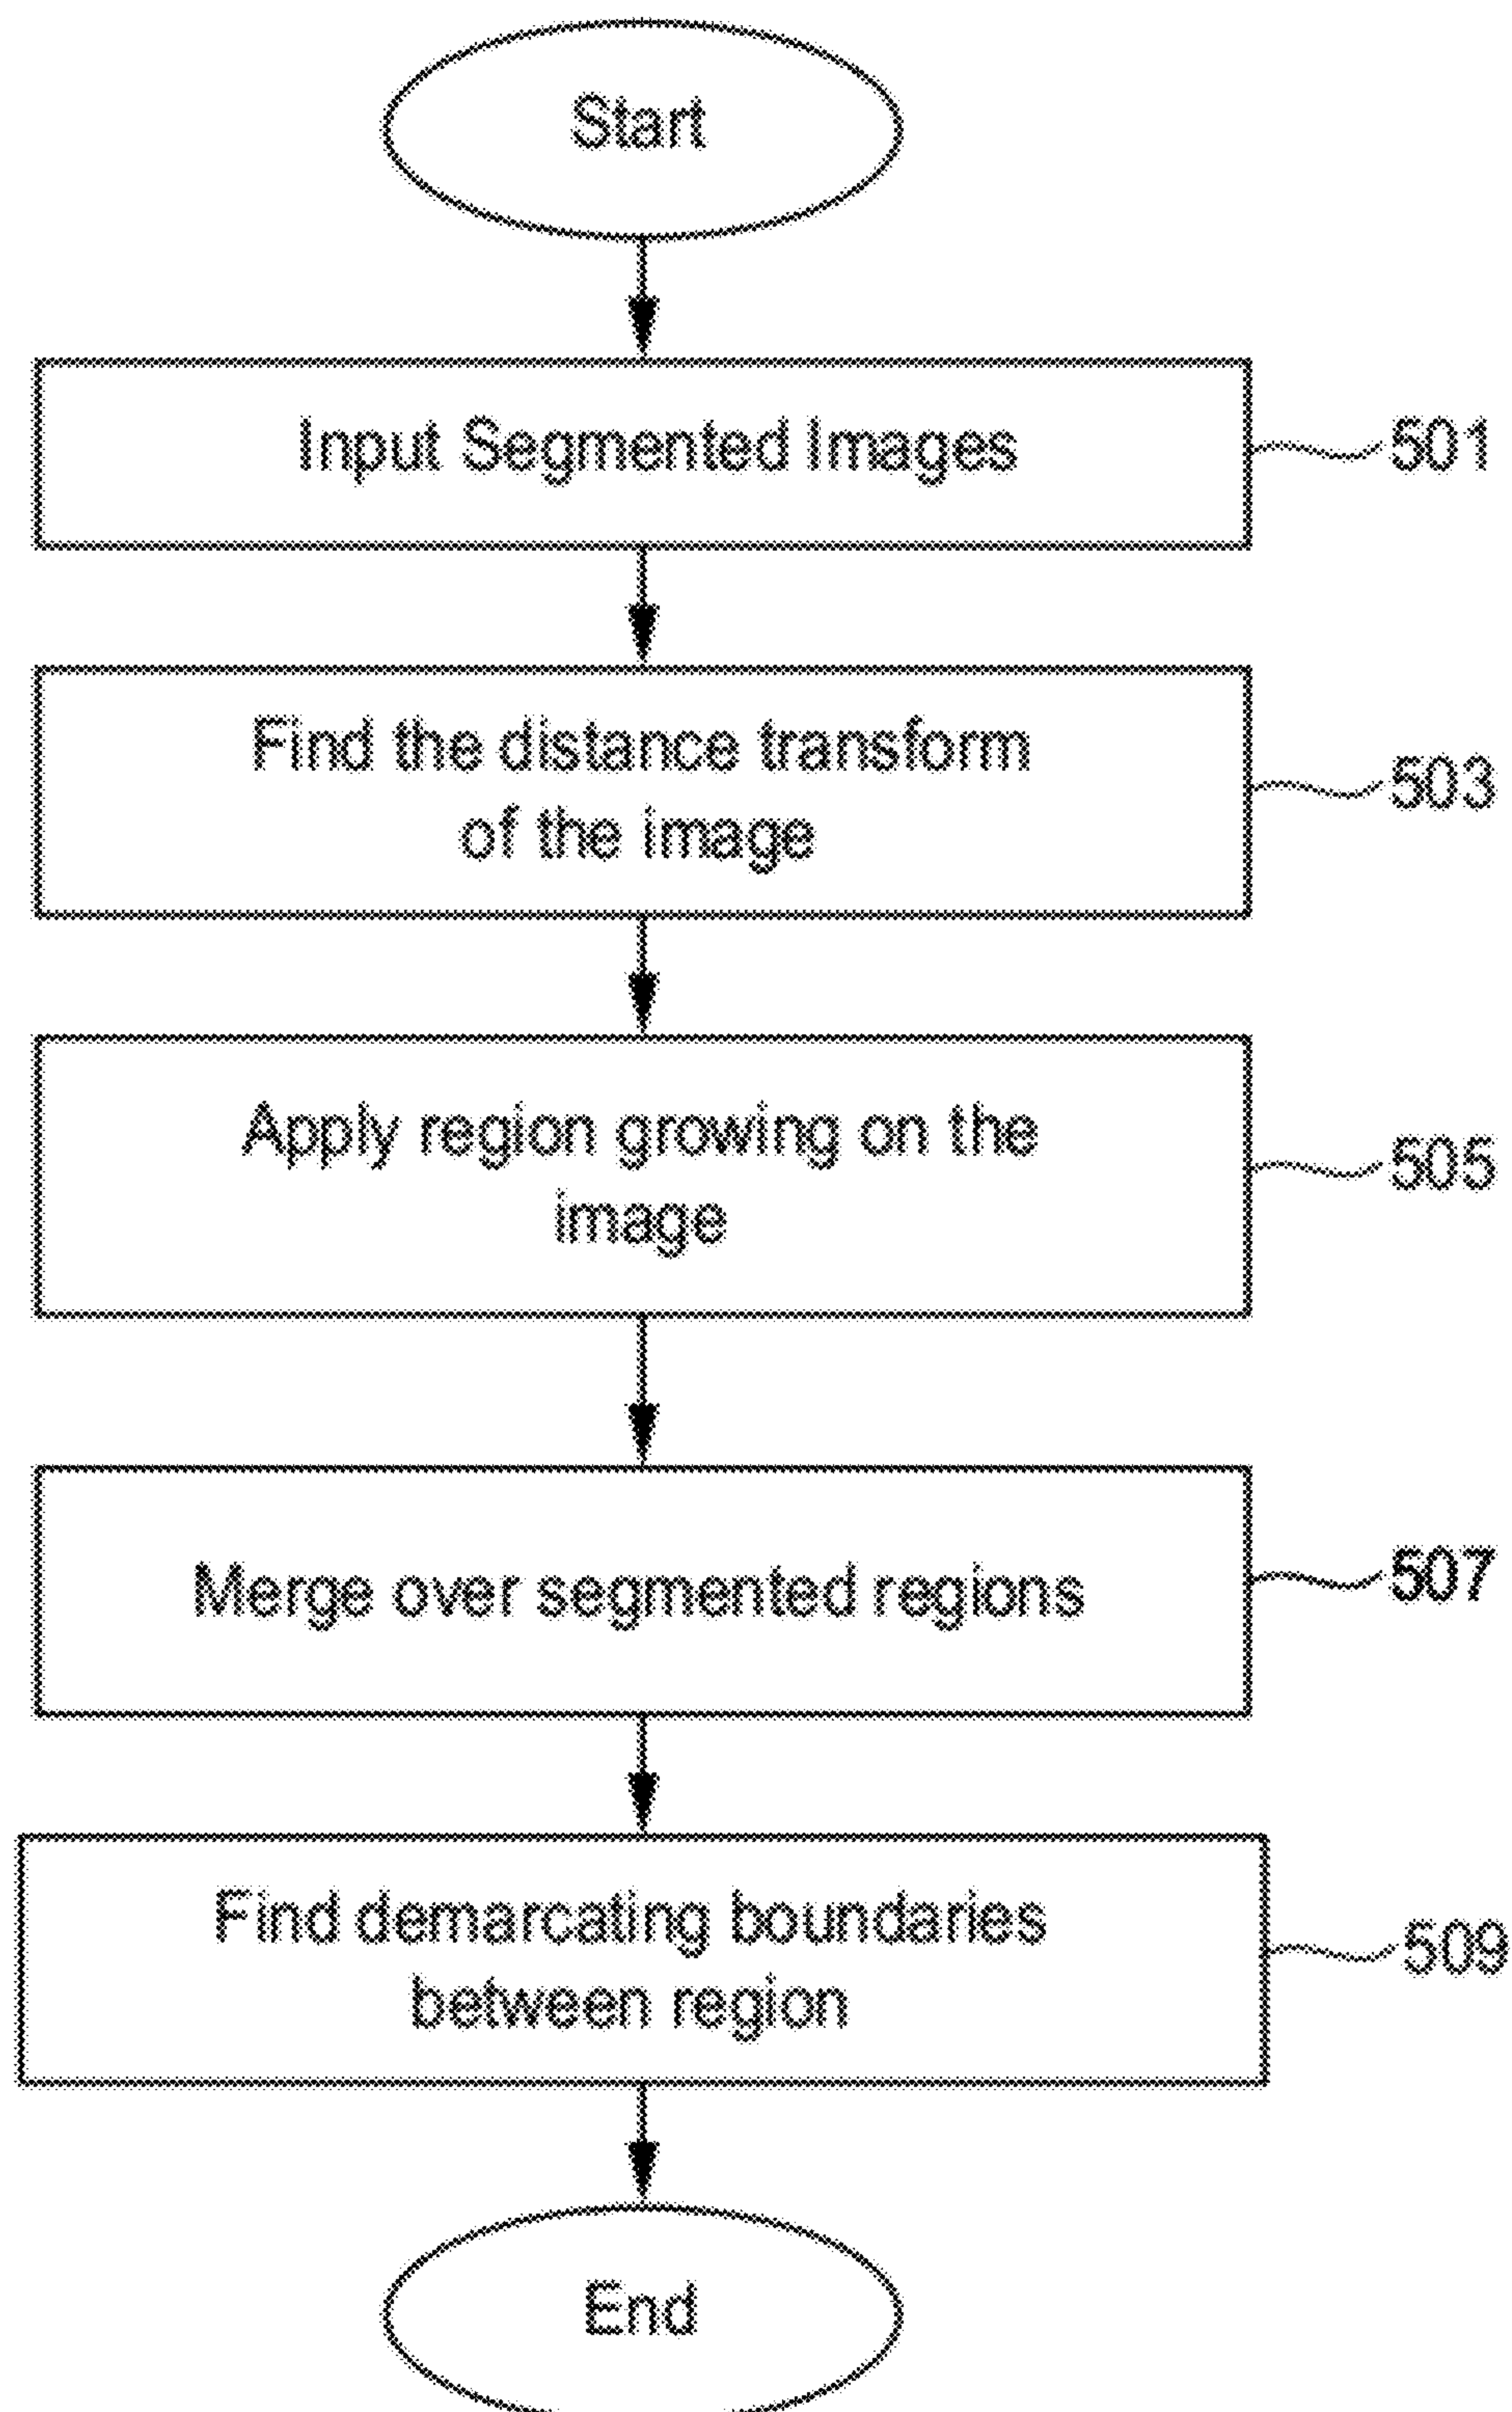 Start
Input Segmented Images
501
Find the distance transform
of the image
503
Apply region growing on the
image
505
Merge over segmented regions
507
Find demarcating boundaries
between region
509
End